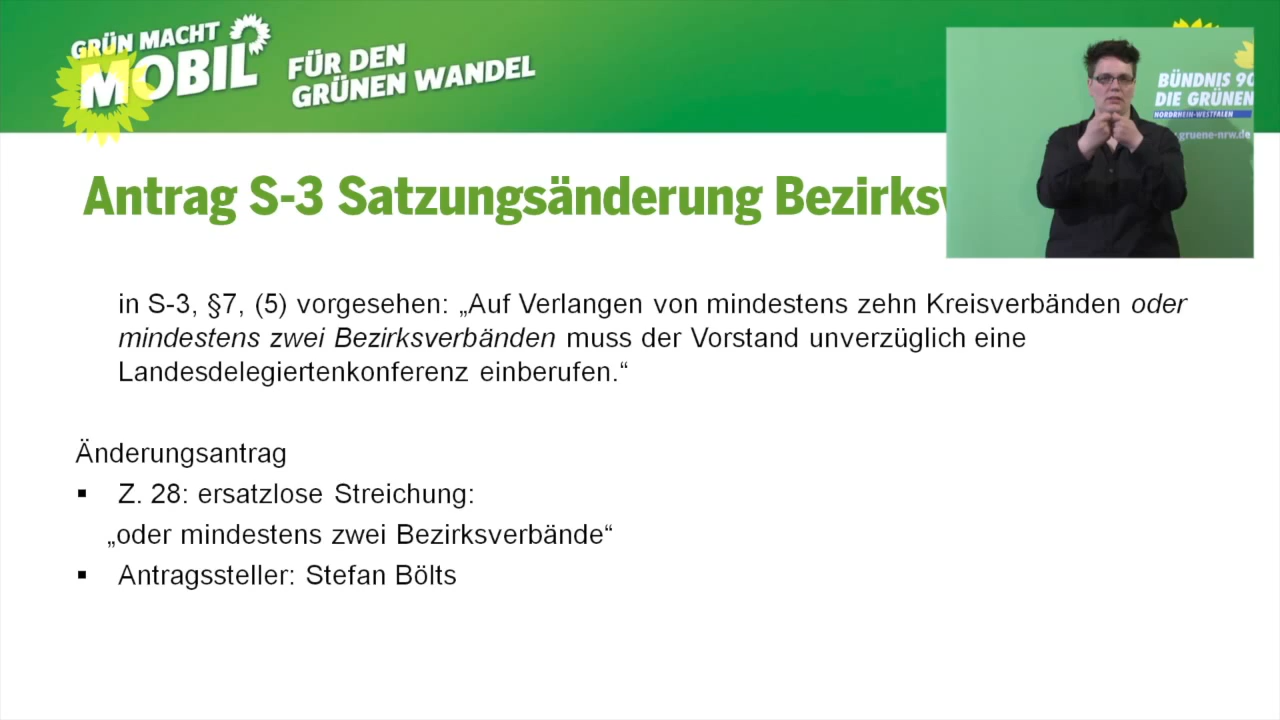 GRÜN MACHT
MOBIL
FÜR DEN
GRÜNEN WANDEL
BÜNDNIS 90
DIE GRÜNEN
NORDRHEIN-WESTFALEN
.gruene-nrw.de
Antrag S-3 Satzungsänderung
in S-3, §7, (5) vorgesehen: „Auf Verlangen von mindestens zehn Kreisverbänden oder
mindestens zwei Bezirksverbänden muss der Vorstand unverzüglich eine
Landesdelegiertenkonferenz einberufen.“
Änderungsantrag
▪ Z. 28: ersatzlose Streichung:
„oder mindestens zwei Bezirksverbände“
▪ Antragssteller: Stefan Bölts